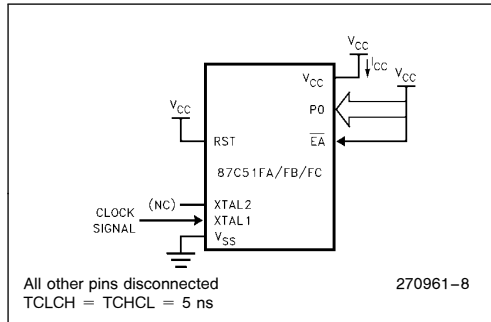 VCC
ICC
VCC
VCC
P0
VCC
RST
EA
87C51FA/FB/FC
(NC)
XTAL2
CLOCK SIGNAL
XTAL1
VSS
All other pins disconnected
270961–8
TCLCH = TCHCL = 5 ns